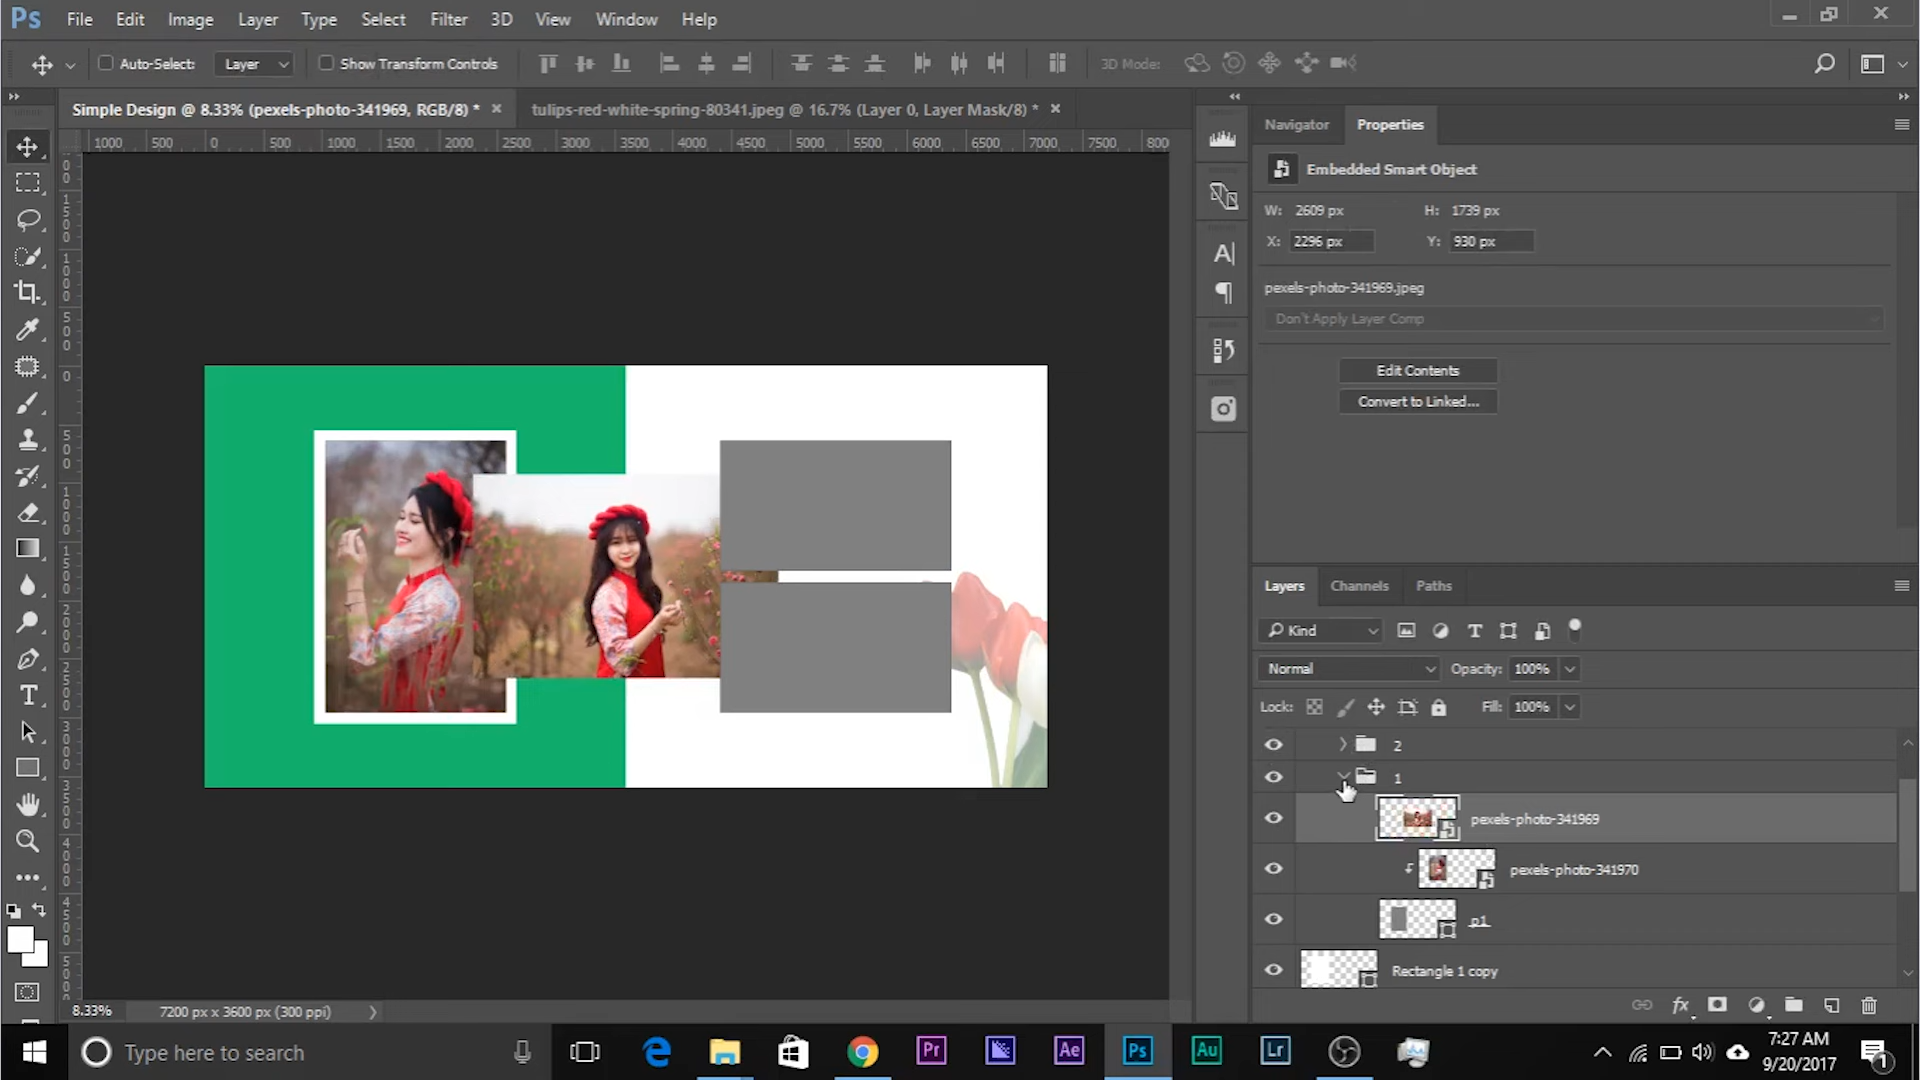 Ps File Edit Image Layer Type Select Filter 3D View Window Help
Auto-Select: Layer Show Transform Controls 3D Mode:
Simple Design @ 8.33% (pexels-photo-341969, RGB/8) * × tulips-red-white-spring-80341.jpeg @ 16.7% (Layer 0, Layer Mask/8) * ×
1000 500 0 500 1000 1500 2000 2500 3000 3500 4000 4500 5000 5500 6000 6500 7000 7500 800
Navigator Properties
Embedded Smart Object
W: 2609 px H: 1739 px
X: 2296 px Y: 930 px
pexels-photo-341969.jpeg
Don't Apply Layer Comp
Edit Contents
Convert to Linked...
Layers Channels Paths
Kind
Normal Opacity: 100%
Lock: Fill: 100%
2
1
pexels-photo-341969
pexels-photo-341970
p1
Rectangle 1 copy
8.33% 7200 px x 3600 px (300 ppi)
Type here to search
Pr Ae Ps Au Lr
7:27 AM
9/20/2017
1